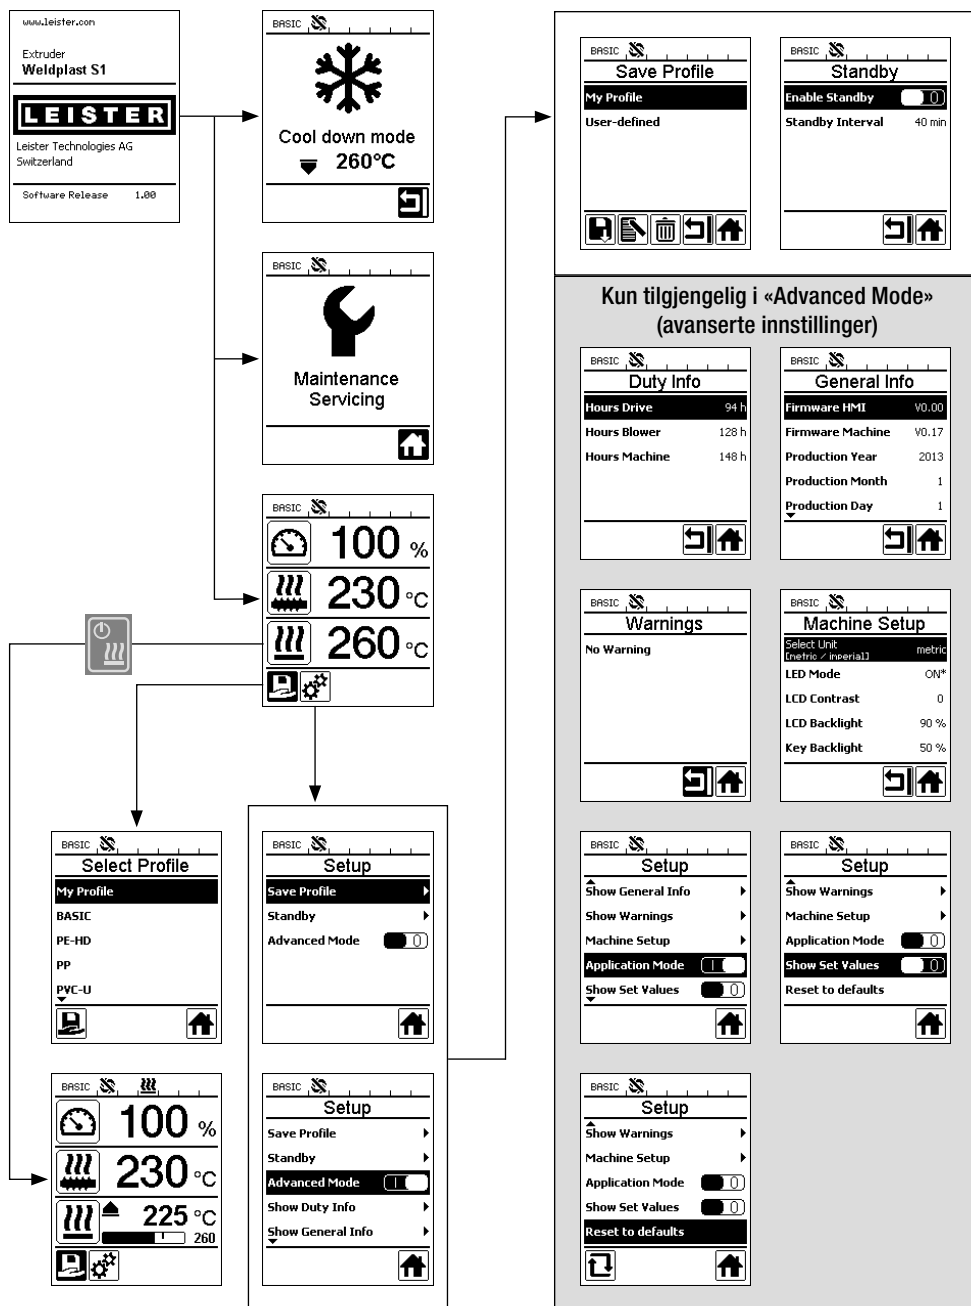 www.leister.com
Extruder
Weldplast S1
LEISTER
Leister Technologies AG
Switzerland
Software Release 1.00
BASIC
Cool down mode
260°C
BASIC
Maintenance
Servicing
BASIC
100 %
230 °C
260 °C
BASIC
Select Profile
My Profile
BASIC
PE-HD
PP
PVC-U
BASIC
100 %
230 °C
225 °C
260
BASIC
Setup
Save Profile
Standby
Advanced Mode 0
BASIC
Setup
Save Profile
Standby
Advanced Mode I
Show Duty Info
Show General Info
BASIC
Save Profile
My Profile
User-defined
BASIC
Standby
Enable Standby 0
Standby Interval 40 min
Kun tilgjengelig i «Advanced Mode»
(avanserte innstillinger)
BASIC
Duty Info
Hours Drive 94 h
Hours Blower 128 h
Hours Machine 148 h
BASIC
General Info
Firmware HMI V0.00
Firmware Machine V0.17
Production Year 2013
Production Month 1
Production Day 1
BASIC
Warnings
No Warning
BASIC
Machine Setup
Select Unit
[metric / imperial] metric
LED Mode ON*
LCD Contrast 0
LCD Backlight 90 %
Key Backlight 50 %
BASIC
Setup
Show General Info
Show Warnings
Machine Setup
Application Mode I
Show Set Values 0
BASIC
Setup
Show Warnings
Machine Setup
Application Mode 0
Show Set Values 0
Reset to defaults
BASIC
Setup
Show Warnings
Machine Setup
Application Mode 0
Show Set Values 0
Reset to defaults